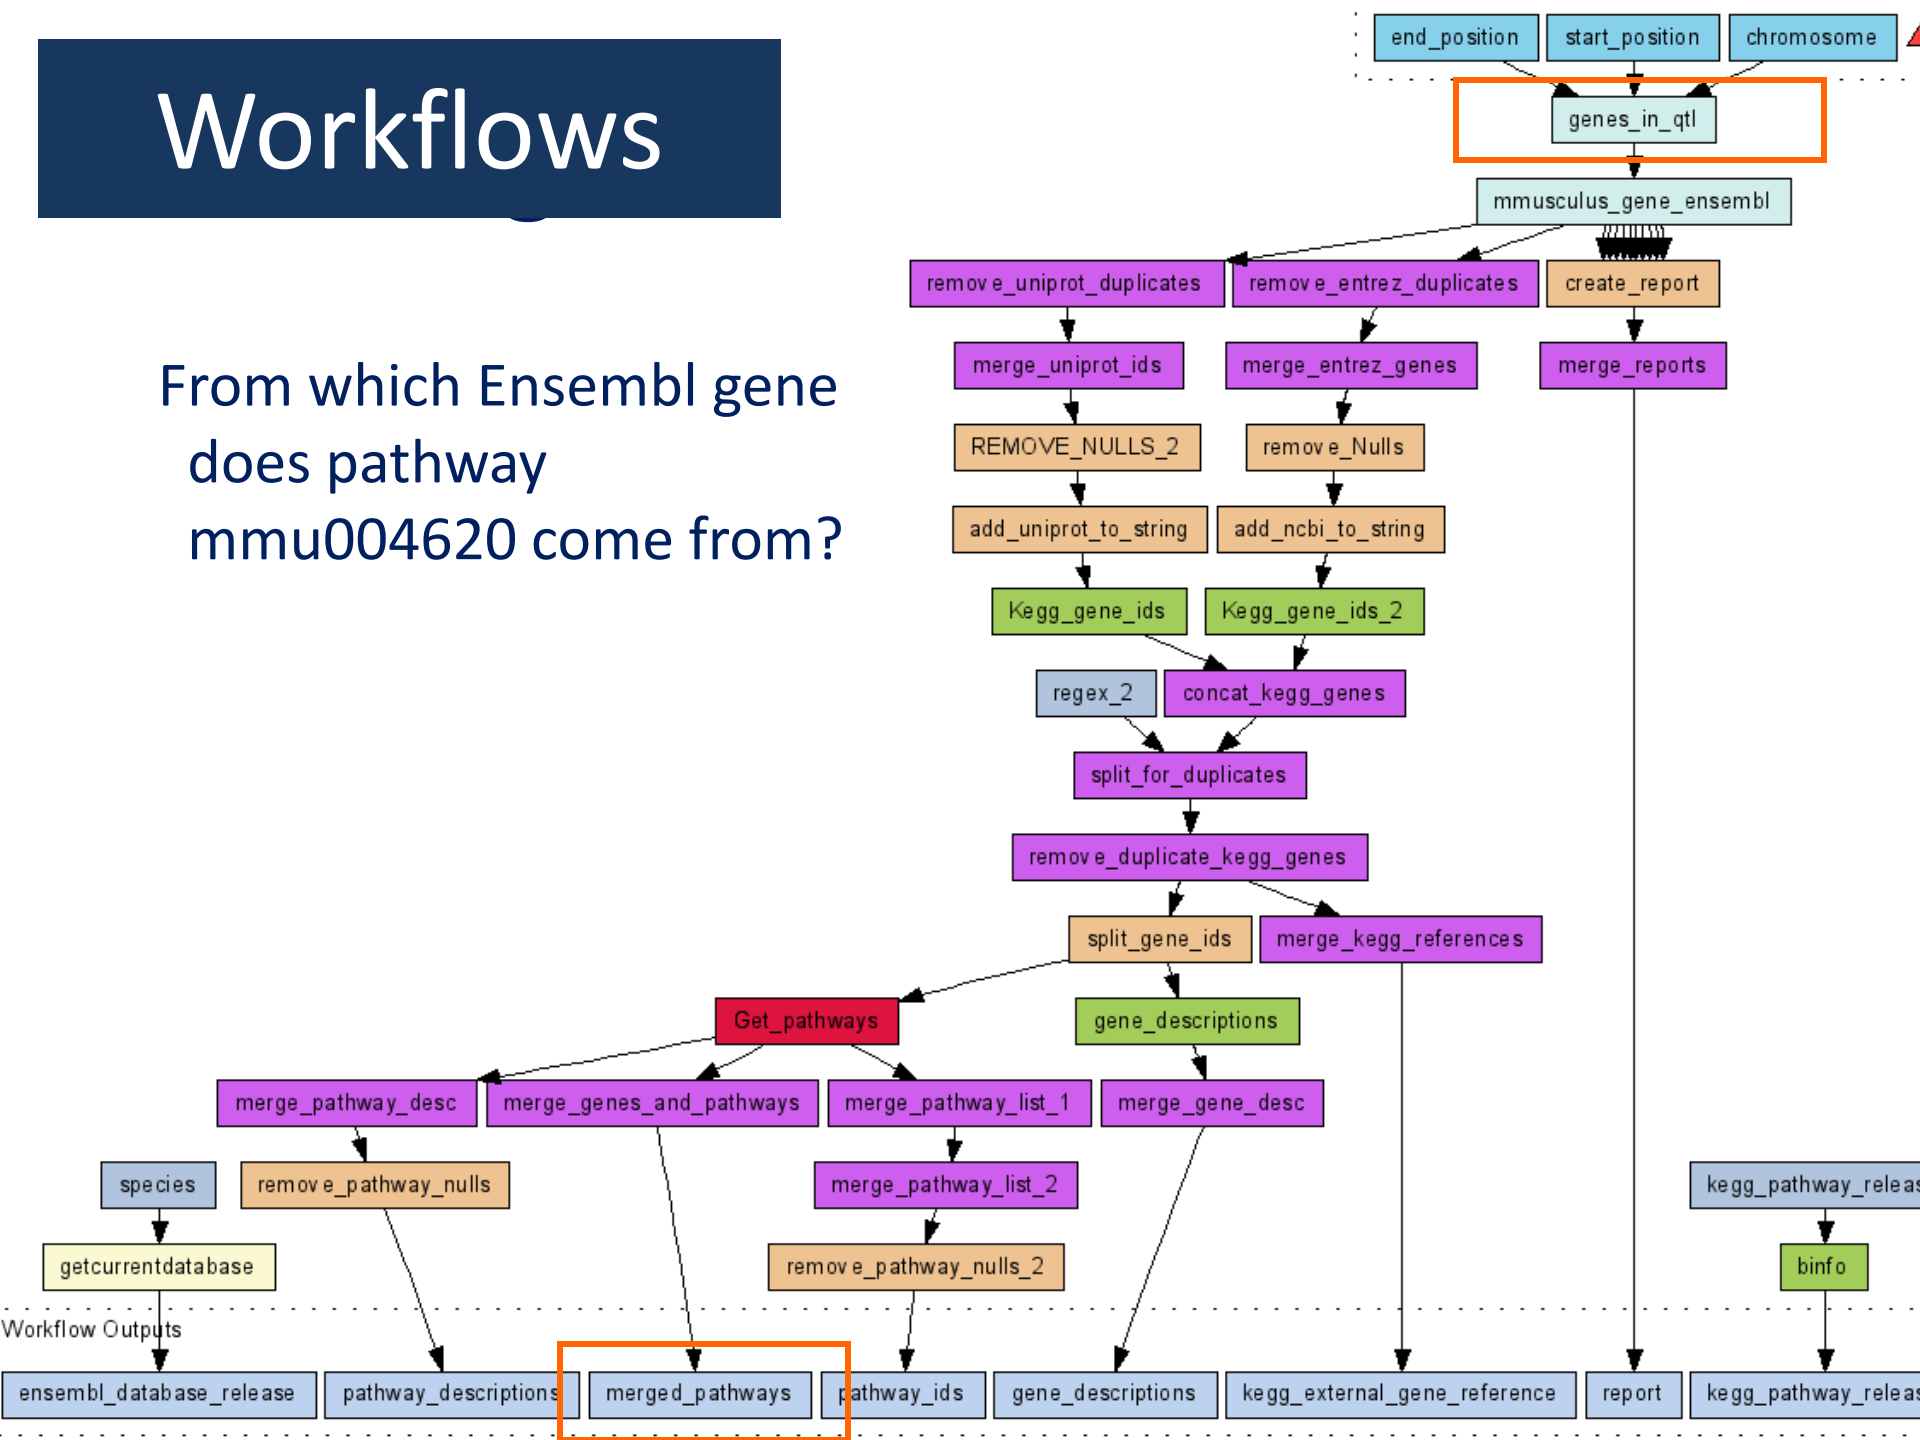 Workflows
From which Ensembl gene
does pathway
mmu004620 come from?
end_position start_position chromosome
genes_in_qtl
mmusculus_gene_ensembl
remove_uniprot_duplicates remove_entrez_duplicates create_report
merge_uniprot_ids merge_entrez_genes merge_reports
REMOVE_NULLS_2 remove_Nulls
add_uniprot_to_string add_ncbi_to_string
Kegg_gene_ids Kegg_gene_ids_2
regex_2 concat_kegg_genes
split_for_duplicates
remove_duplicate_kegg_genes
split_gene_ids merge_kegg_references
Get_pathways gene_descriptions
merge_pathway_desc merge_genes_and_pathways merge_pathway_list_1 merge_gene_desc
species remove_pathway_nulls merge_pathway_list_2 kegg_pathway_releas
getcurrentdatabase remove_pathway_nulls_2 binfo
Workflow Outputs
ensembl_database_release pathway_descriptions merged_pathways pathway_ids gene_descriptions kegg_external_gene_reference report kegg_pathway_releas